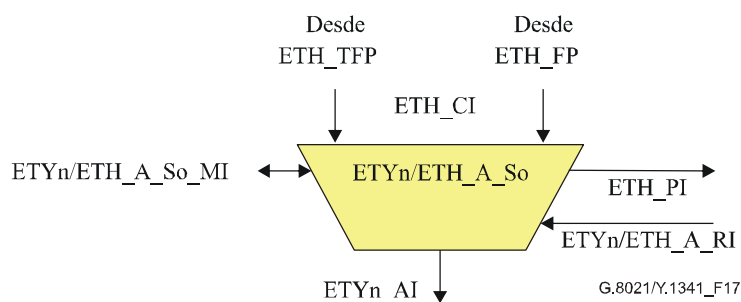 Desde
ETH_TFP
Desde
ETH_FP
ETH_CI
ETYn/ETH_A_So_MI
ETYn/ETH_A_So
ETH_PI
ETYn/ETH_A_RI
ETYn_AI
G.8021/Y.1341_F17